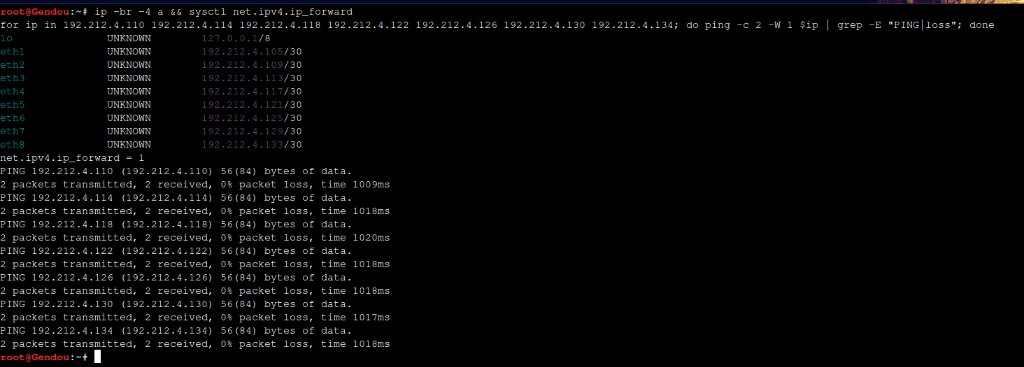 root@Gendou:~# ip -br -4 a && sysctl net.ipv4.ip_forward
for ip in 192.212.4.110 192.212.4.114 192.212.4.118 192.212.4.122 192.212.4.126 192.212.4.130 192.212.4.134; do ping -c 2 -W 1 $ip | grep -E "PING|loss"; done
lo UNKNOWN 127.0.0.1/8
eth1 UNKNOWN 192.212.4.105/30
eth2 UNKNOWN 192.212.4.109/30
eth3 UNKNOWN 192.212.4.113/30
eth4 UNKNOWN 192.212.4.117/30
eth5 UNKNOWN 192.212.4.121/30
eth6 UNKNOWN 192.212.4.125/30
eth7 UNKNOWN 192.212.4.129/30
eth8 UNKNOWN 192.212.4.133/30
net.ipv4.ip_forward = 1
PING 192.212.4.110 (192.212.4.110) 56(84) bytes of data.
2 packets transmitted, 2 received, 0% packet loss, time 1009ms
PING 192.212.4.114 (192.212.4.114) 56(84) bytes of data.
2 packets transmitted, 2 received, 0% packet loss, time 1018ms
PING 192.212.4.118 (192.212.4.118) 56(84) bytes of data.
2 packets transmitted, 2 received, 0% packet loss, time 1020ms
PING 192.212.4.122 (192.212.4.122) 56(84) bytes of data.
2 packets transmitted, 2 received, 0% packet loss, time 1018ms
PING 192.212.4.126 (192.212.4.126) 56(84) bytes of data.
2 packets transmitted, 2 received, 0% packet loss, time 1018ms
PING 192.212.4.130 (192.212.4.130) 56(84) bytes of data.
2 packets transmitted, 2 received, 0% packet loss, time 1017ms
PING 192.212.4.134 (192.212.4.134) 56(84) bytes of data.
2 packets transmitted, 2 received, 0% packet loss, time 1018ms
root@Gendou:~#